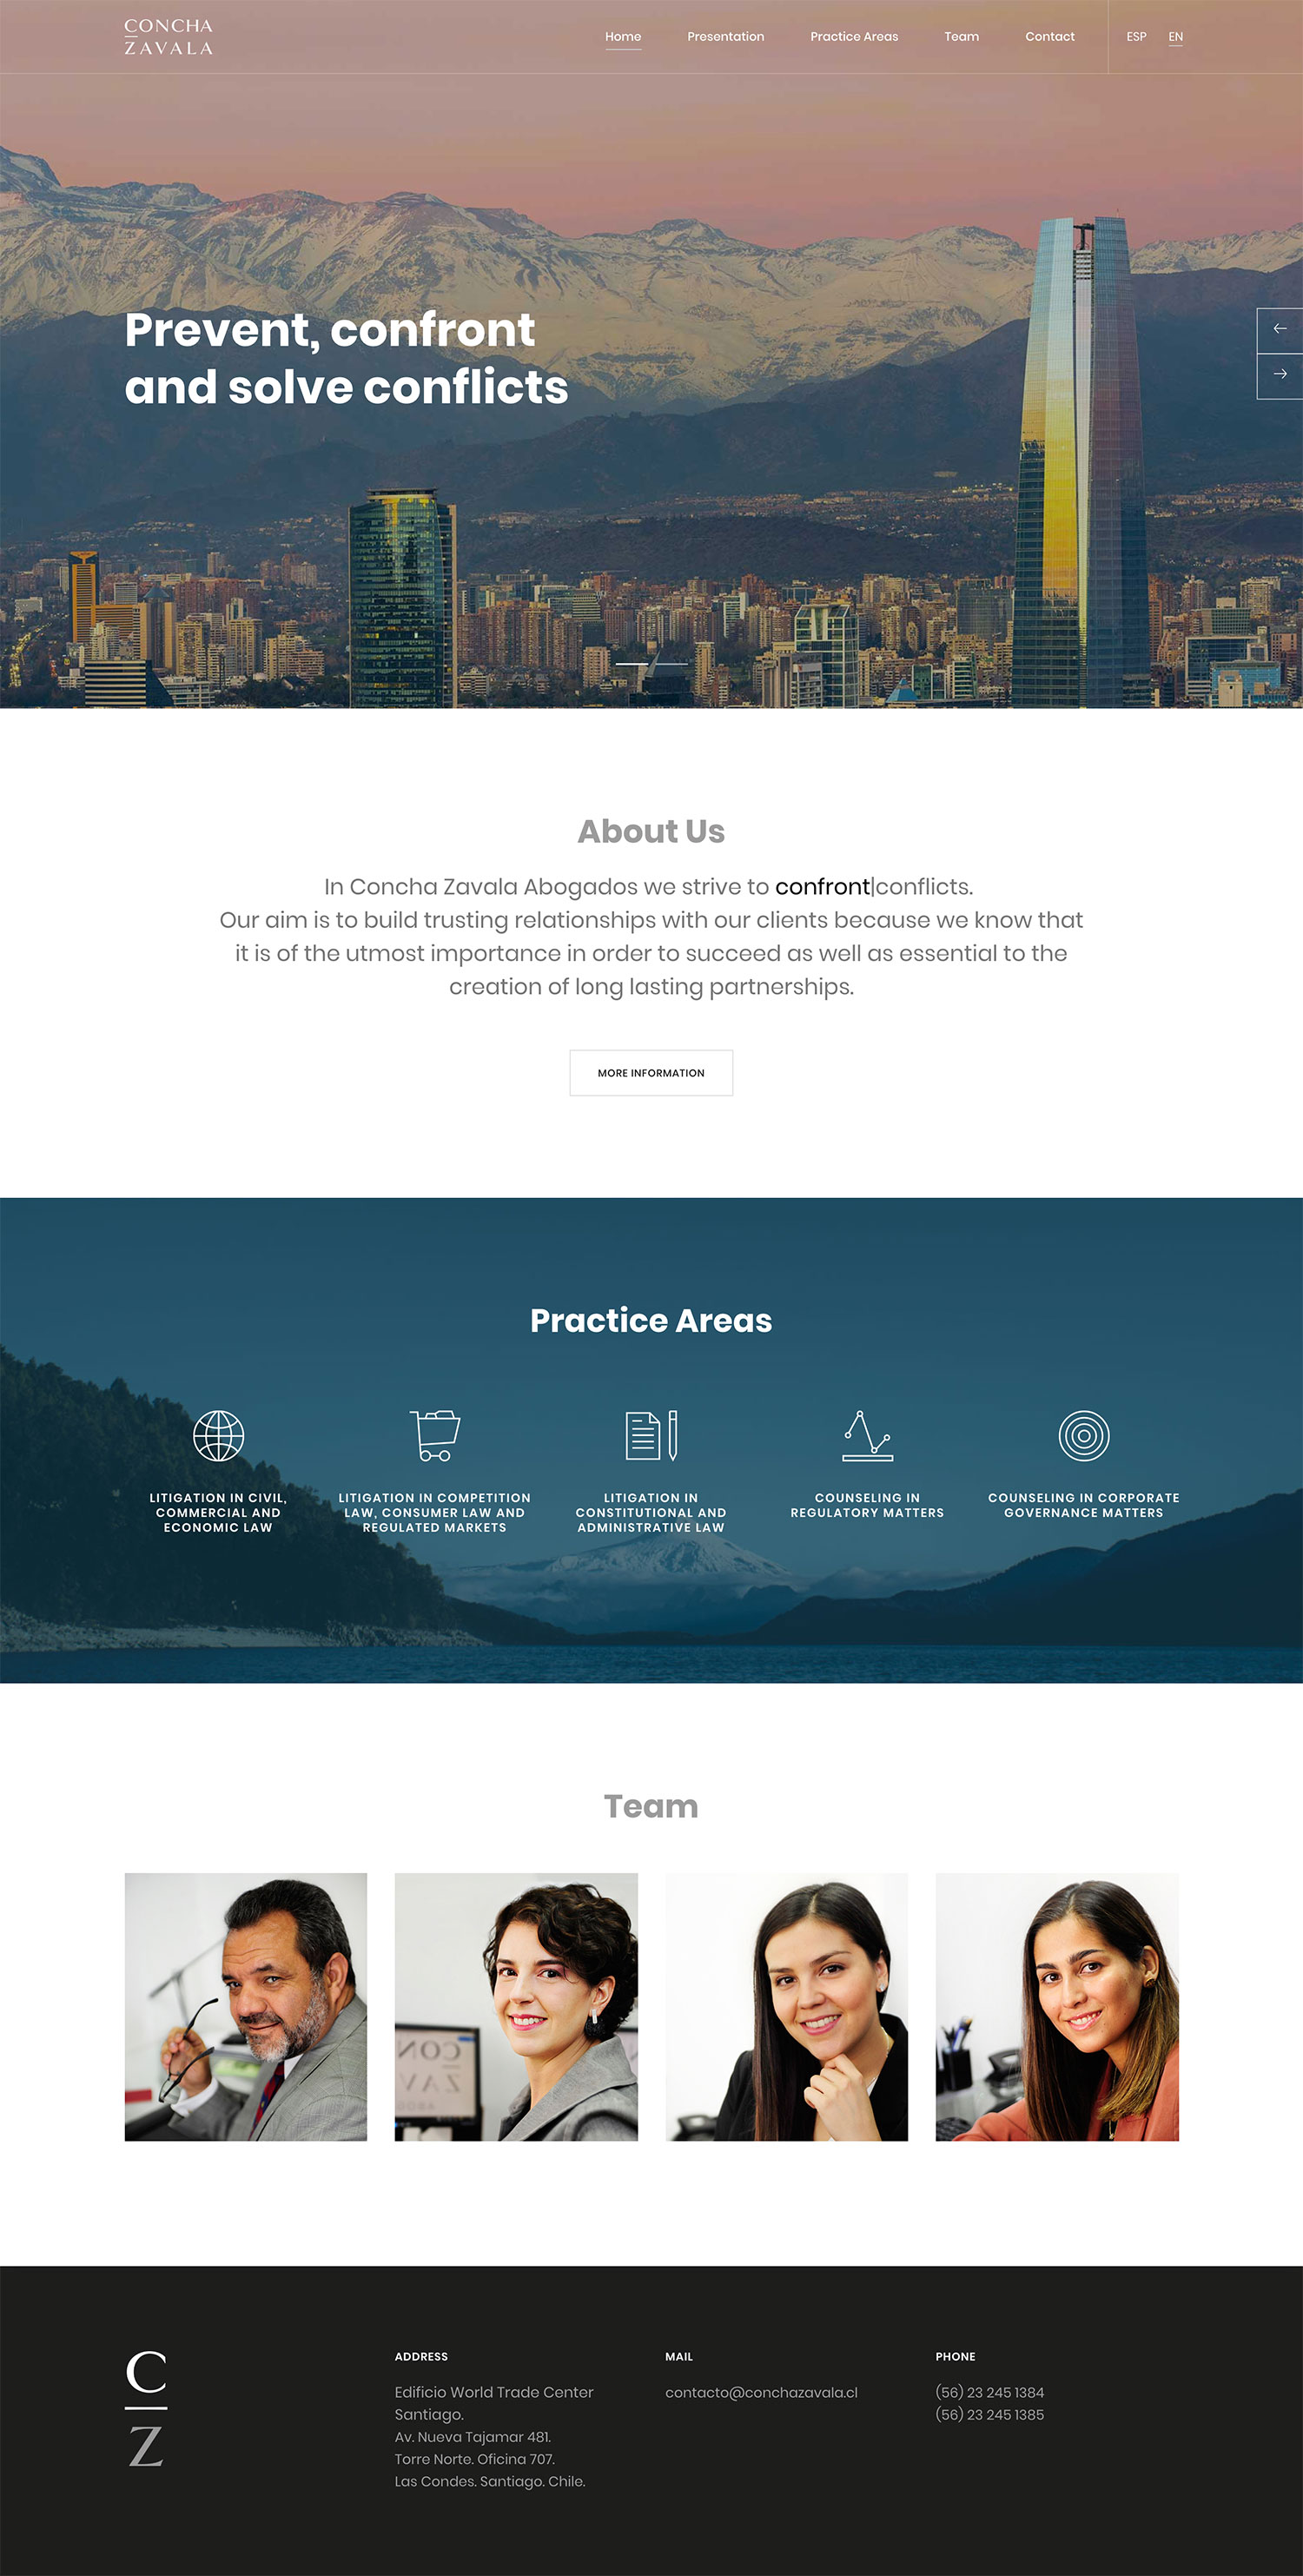 CONCHA
ZAVALA
Home
Presentation
Practice Areas
Team
Contact
ESP
EN
Prevent, confront
and solve conflicts
About Us
In Concha Zavala Abogados we strive to confront|conflicts.
Our aim is to build trusting relationships with our clients because we know that
it is of the utmost importance in order to succeed as well as essential to the
creation of long lasting partnerships.
MORE INFORMATION
Practice Areas
LITIGATION IN CIVIL,
COMMERCIAL AND
ECONOMIC LAW
LITIGATION IN COMPETITION
LAW, CONSUMER LAW AND
REGULATED MARKETS
LITIGATION IN
CONSTITUTIONAL AND
ADMINISTRATIVE LAW
COUNSELING IN
REGULATORY MATTERS
COUNSELING IN CORPORATE
GOVERNANCE MATTERS
Team
CON
ZAV
C
Z
ADDRESS
Edificio World Trade Center
Santiago.
Av. Nueva Tajamar 481.
Torre Norte. Oficina 707.
Las Condes. Santiago. Chile.
MAIL
contacto@conchazavala.cl
PHONE
(56) 23 245 1384
(56) 23 245 1385